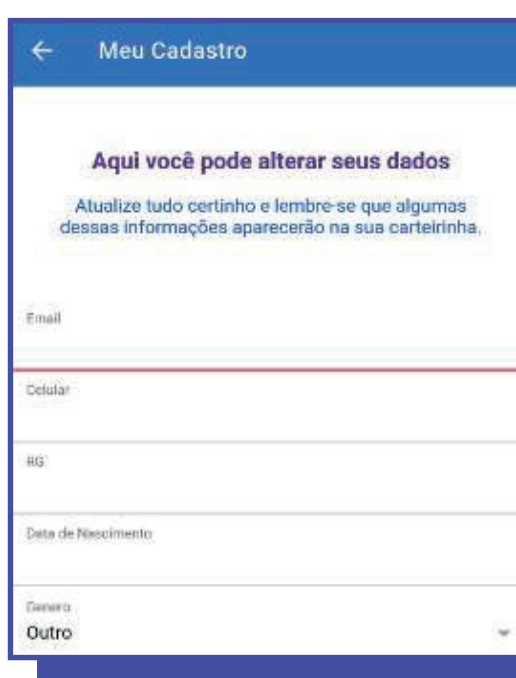 Meu Cadastro
Aqui você pode alterar seus dados
Atualize tudo certinho e lembre-se que algumas
dessas informações aparecerão na sua carteirinha.
Email
Celular
RG
Data de Nascimento
Genero
Outro